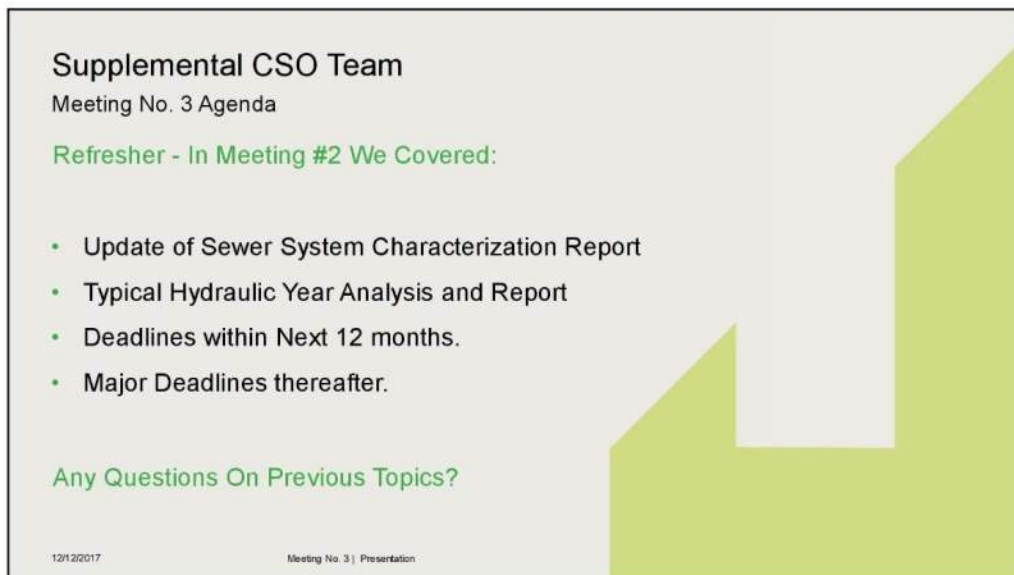 Supplemental CSO Team
Meeting No. 3 Agenda
Refresher - In Meeting #2 We Covered:
• Update of Sewer System Characterization Report
• Typical Hydraulic Year Analysis and Report
• Deadlines within Next 12 months.
• Major Deadlines thereafter.
Any Questions On Previous Topics?
12/12/2017 Meeting No. 3 | Presentation